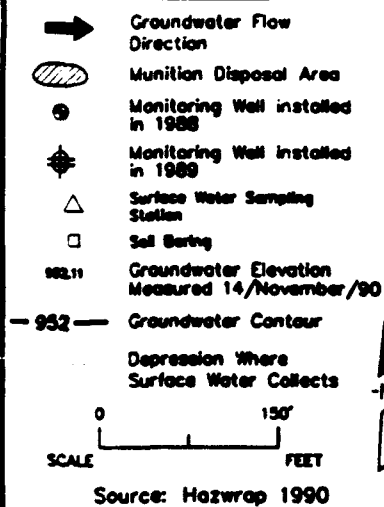 Groundwater Flow
Direction
Munition Disposal Area
Monitoring Well installed
in 1988
Monitoring Well installed
in 1989
Surface Water Sampling
Station
Soil Boring
952.11 Groundwater Elevation
Measured 14/November/90
952 Groundwater Contour
Depression Where
Surface Water Collects
0 150'
SCALE FEET
Source: Hazwrap 1990